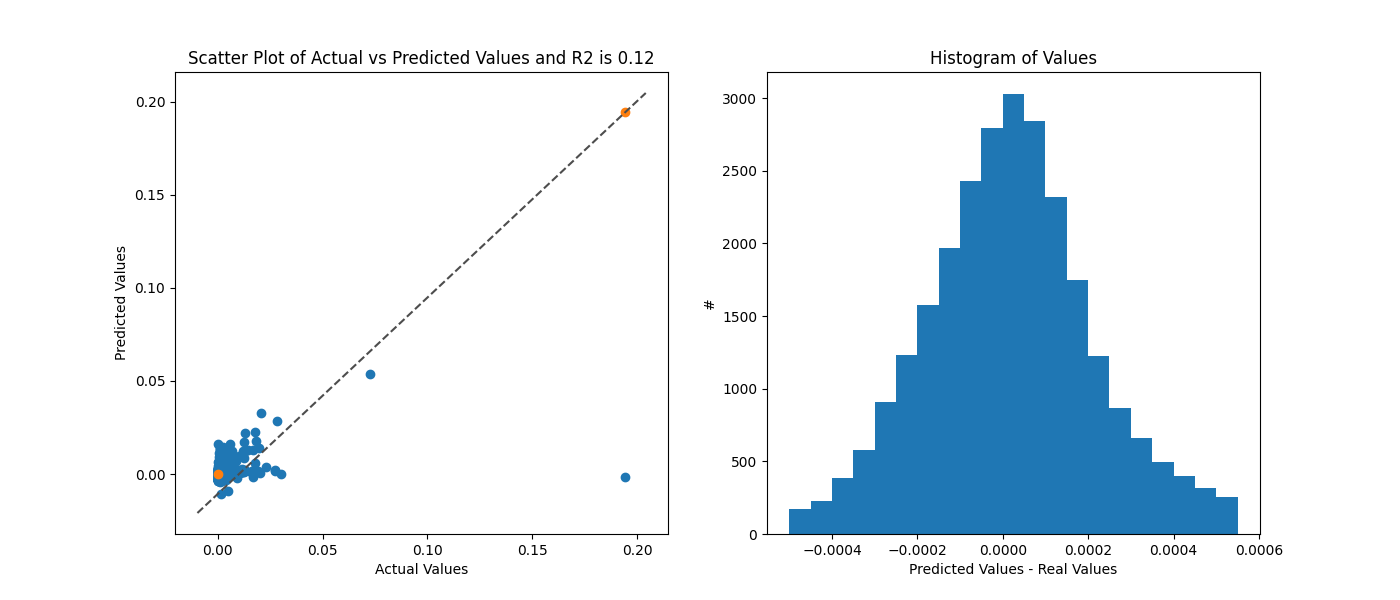 Scatter Plot of Actual vs Predicted Values and R2 is 0.12
0.20
0.15
0.10
0.05
0.00
Predicted Values
0.00 0.05 0.10 0.15 0.20
Actual Values
Histogram of Values
3000
2500
2000
1500
1000
500
0
#
−0.0004 −0.0002 0.0000 0.0002 0.0004 0.0006
Predicted Values - Real Values